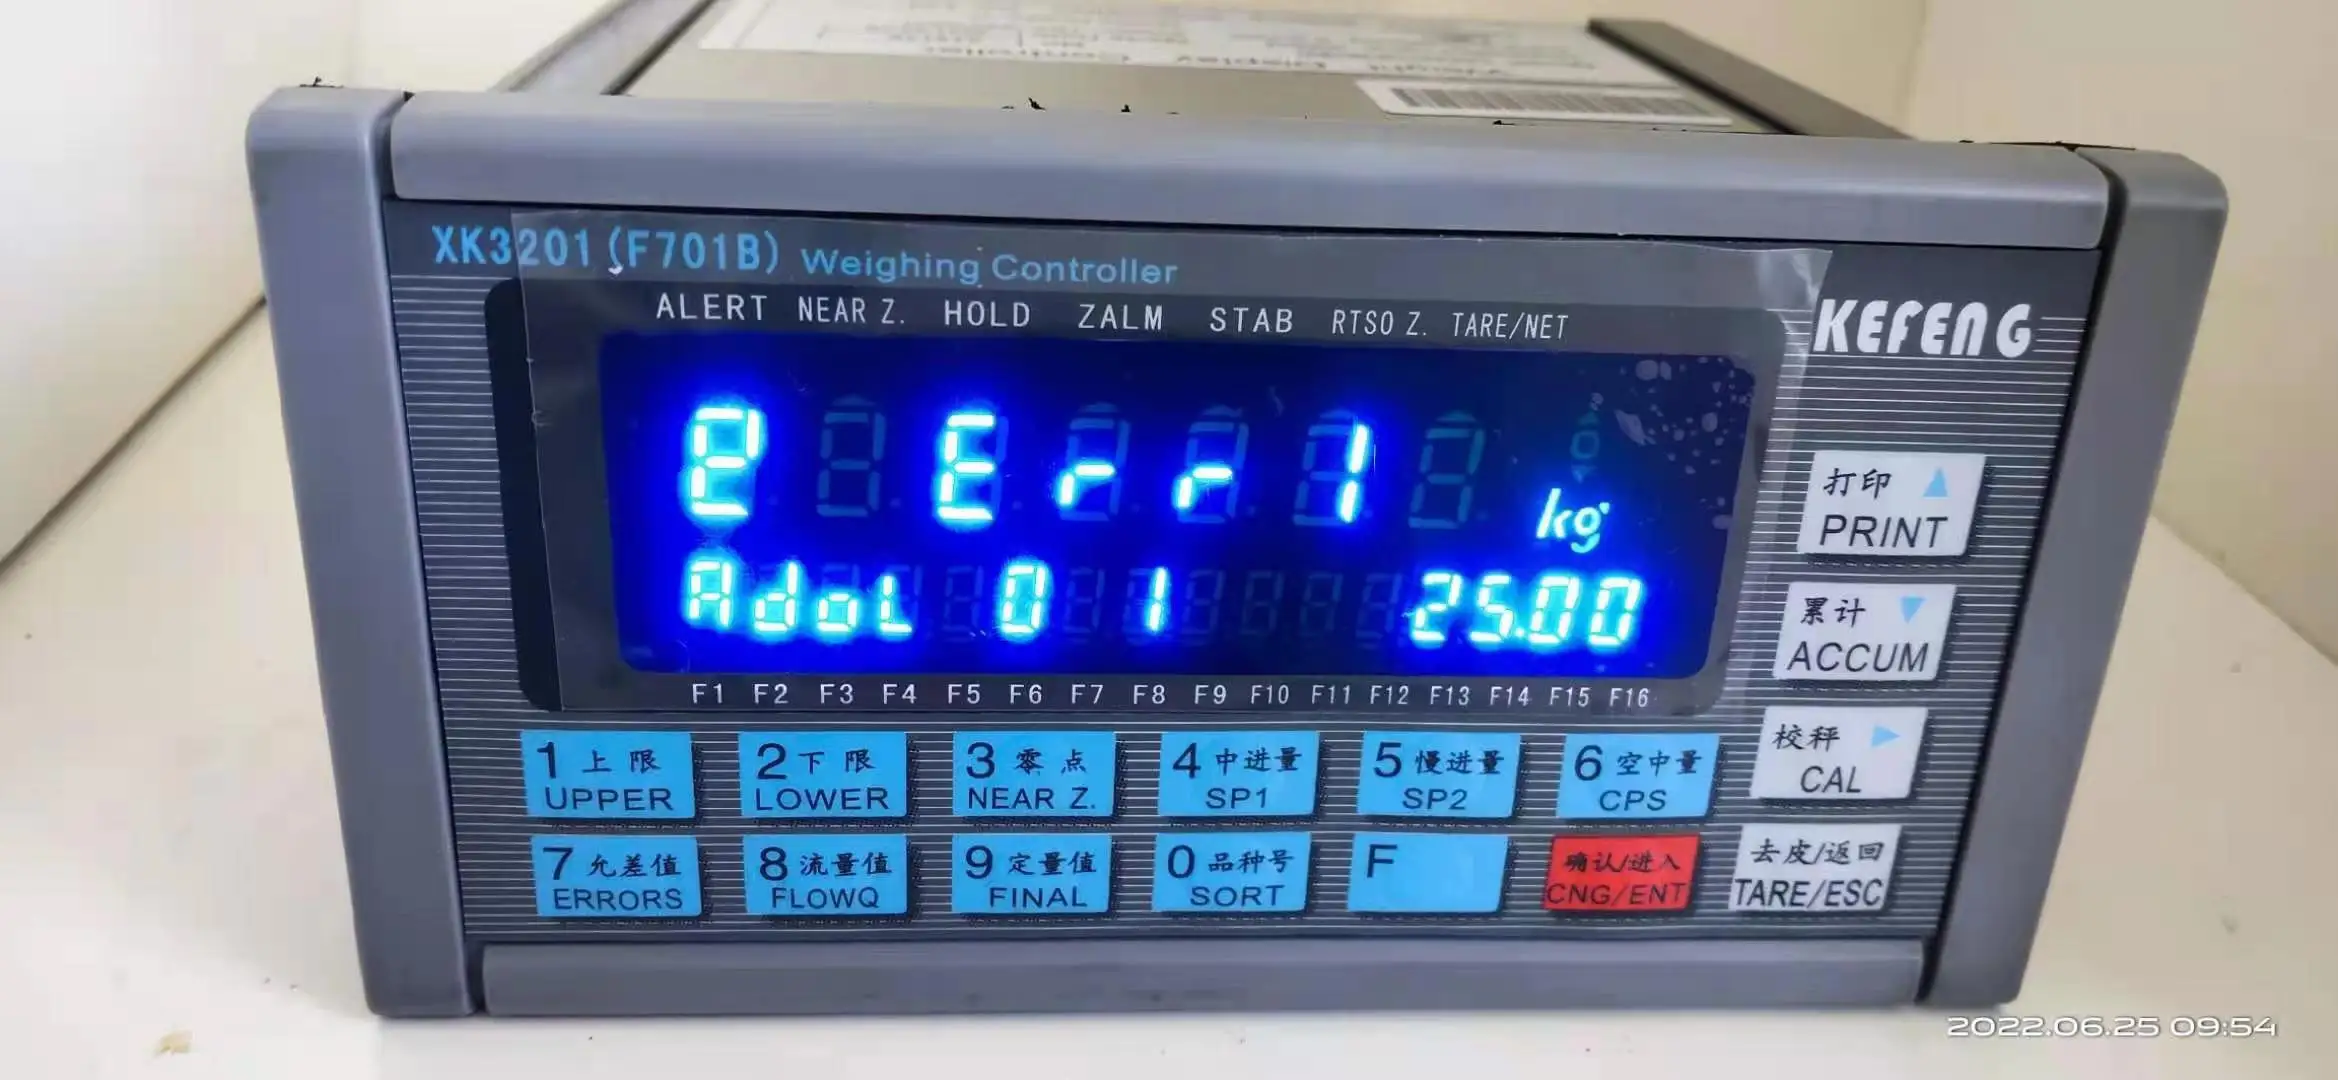 Weight Display Controller
XK3201(F701B) Weighing Controller
ALERT NEAR Z. HOLD ZALM STAB RTSO Z. TARE/NET
KEFENG
Err1
kg
AdoL 0 1 25.00
F1 F2 F3 F4 F5 F6 F7 F8 F9 F10 F11 F12 F13 F14 F15 F16
打印
PRINT
累计
ACCUM
校秤
CAL
去皮/返回
TARE/ESC
1 上限
UPPER
2 下限
LOWER
3 零点
NEAR Z.
4 中进量
SP1
5 慢进量
SP2
6 空中量
CPS
7 允差值
ERRORS
8 流量值
FLOWQ
9 定量值
FINAL
0 品种号
SORT
F
确认/进入
CNG/ENT
2022.06.25 09:54